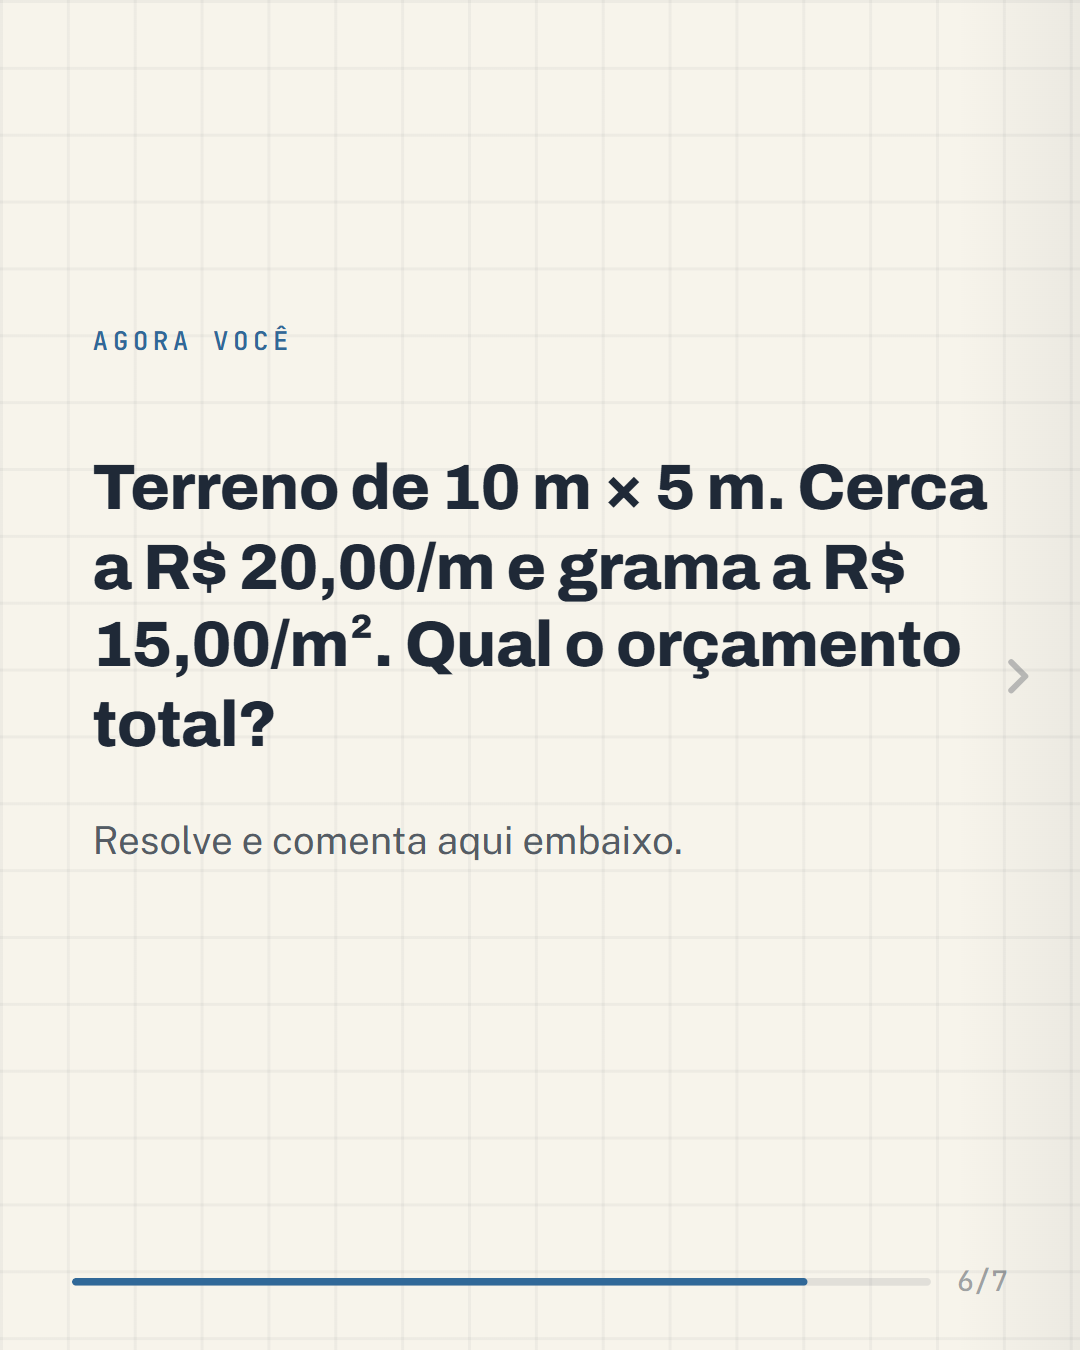 AGORA VOCÊ
Terreno de 10 m × 5 m. Cerca
a R$ 20,00/m e grama a R$
15,00/m². Qual o orçamento
total?
Resolve e comenta aqui embaixo.
6/7